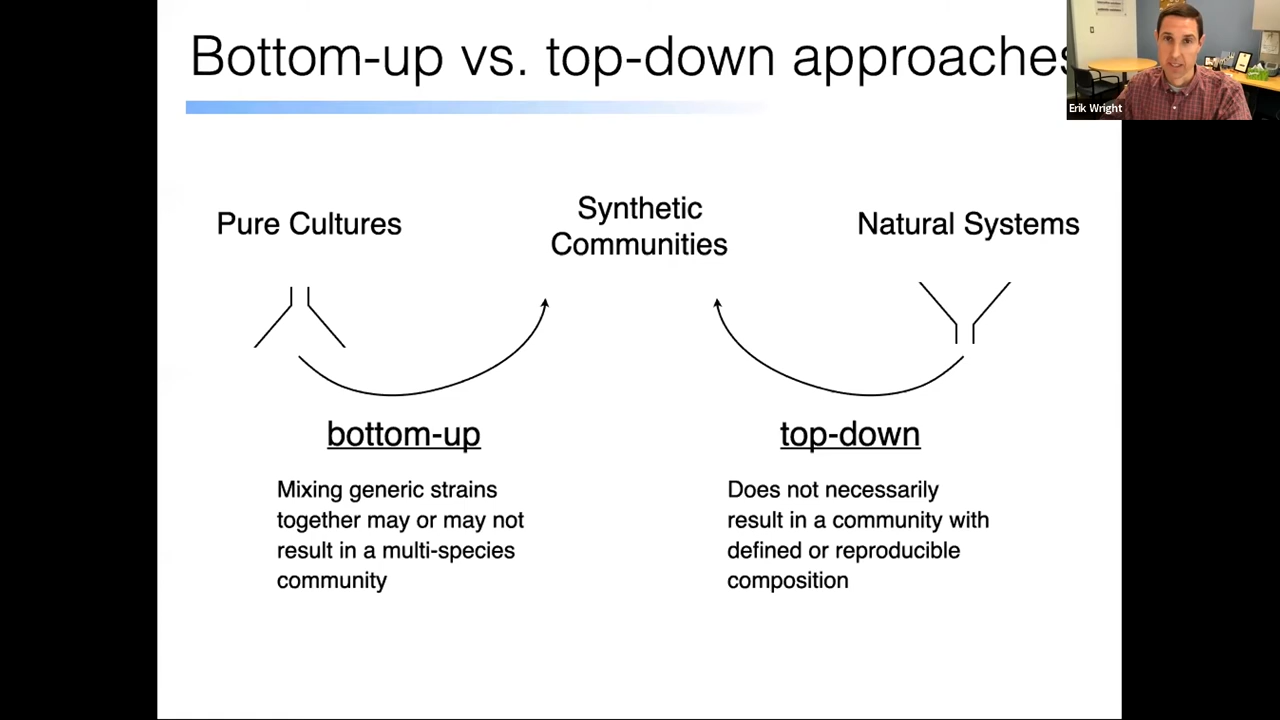 Bottom-up vs. top-down approaches
Erik Wright
Pure Cultures
Synthetic
Communities
Natural Systems
bottom-up
Mixing generic strains
together may or may not
result in a multi-species
community
top-down
Does not necessarily
result in a community with
defined or reproducible
composition